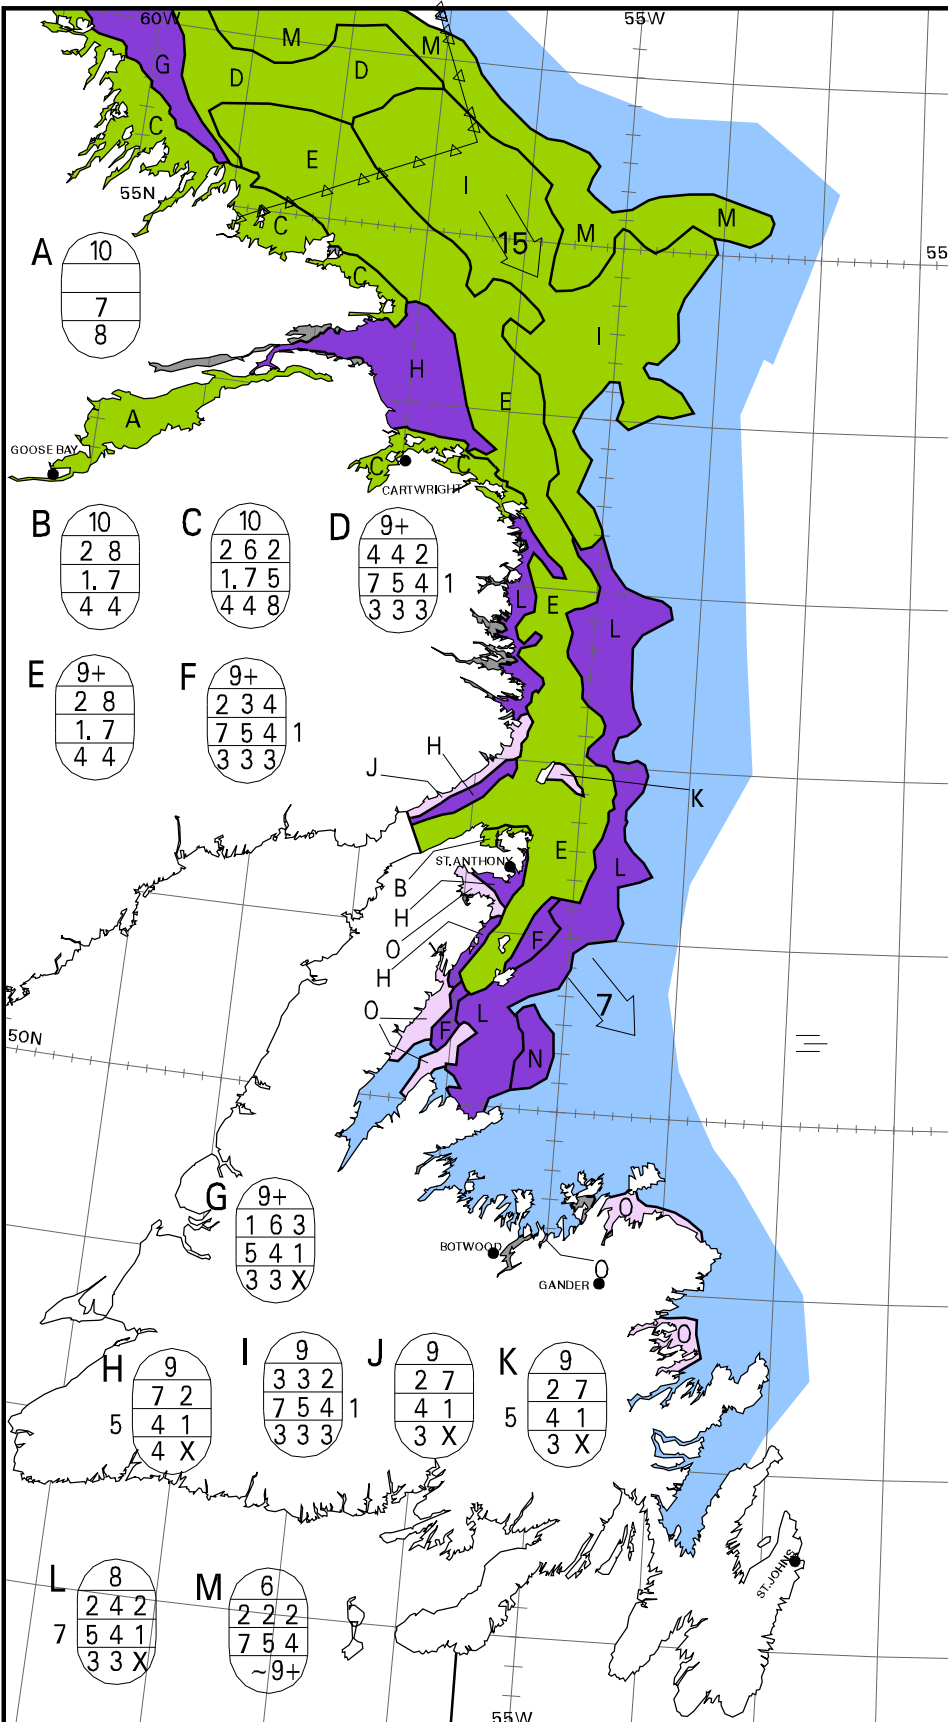 60W 55W
M M
G D D
C
E
I
55N
M
C M
15
A 10
7
8
C
55
I
H
E
A
GOOSE BAY
C C
CARTWRIGHT
B 10
2 8
1. 7
4 4
C 10
2 6 2
1. 7 5
4 4 8
D 9+
4 4 2
7 5 4 1
3 3 3
L E L
E 9+
2 8
1. 7
4 4
F 9+
2 3 4
7 5 4 1
3 3 3
H
J
K
E
ST.ANTHONY
L
B
H
O F
H
O L
F
7
50N
N
G 9+
1 6 3
5 4 1
3 3 X
O
BOTWOOD
O
GANDER
O
H 9
7 2
5 4 1
4 X
I 9
3 3 2
7 5 4 1
3 3 3
J 9
2 7
4 1
3 X
K 9
2 7
5 4 1
3 X
L 8
2 4 2
7 5 4 1
3 3 X
M 6
2 2 2
7 5 4
~9+
ST.JOHNS
55W